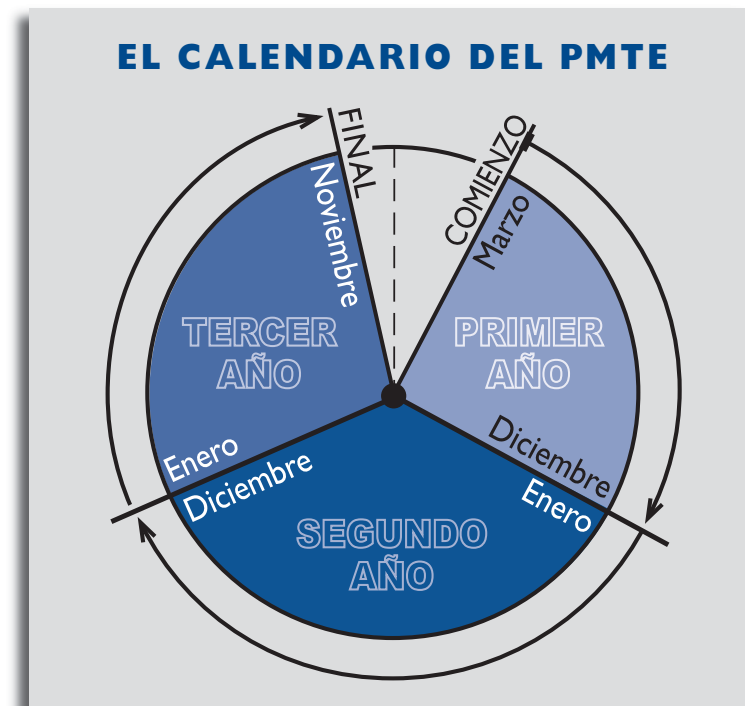 EL CALENDARIO DEL PMTE
FINAL
COMIENZO
Noviembre
Marzo
TERCER
AÑO
PRIMER
AÑO
Enero
Diciembre
Diciembre
Enero
SEGUNDO
AÑO